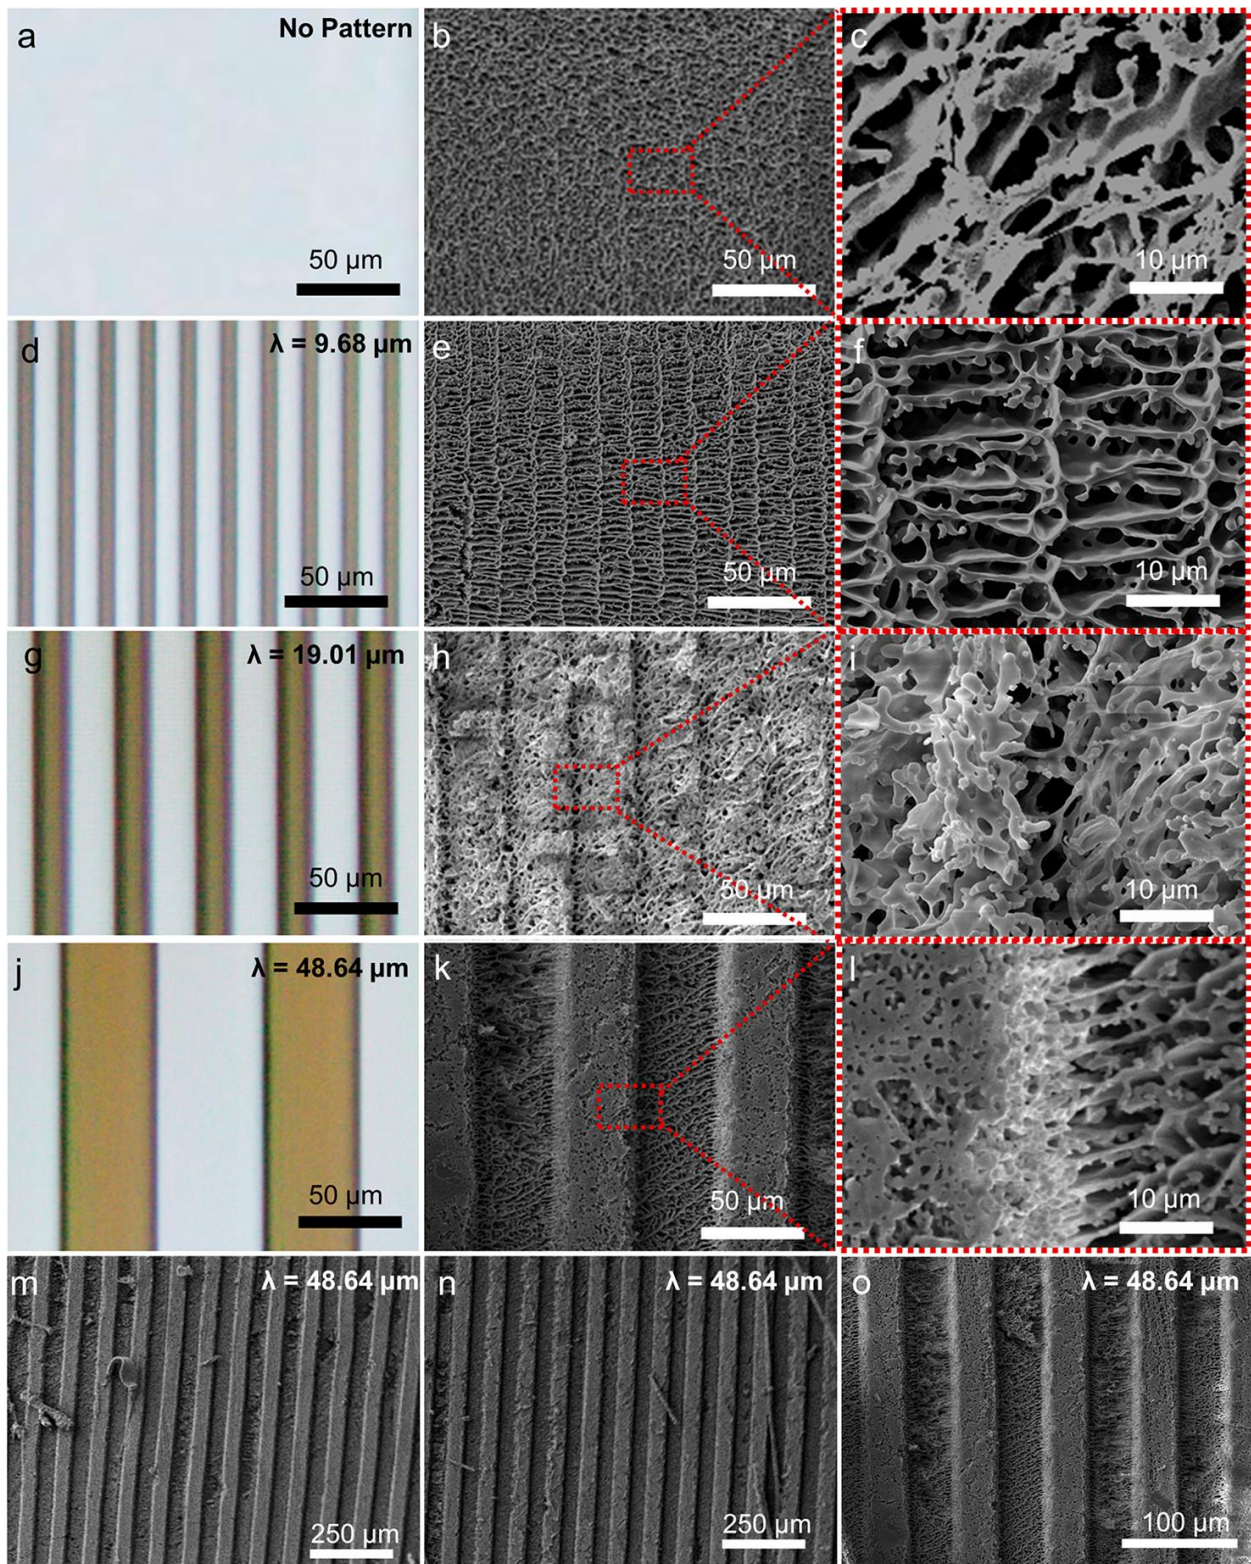 a
No Pattern
50 µm
b
50 µm
c
10 µm
d
λ = 9.68 µm
50 µm
e
50 µm
f
10 µm
g
λ = 19.01 µm
50 µm
h
50 µm
i
10 µm
j
λ = 48.64 µm
50 µm
k
50 µm
l
10 µm
m
λ = 48.64 µm
250 µm
n
λ = 48.64 µm
250 µm
o
λ = 48.64 µm
100 µm